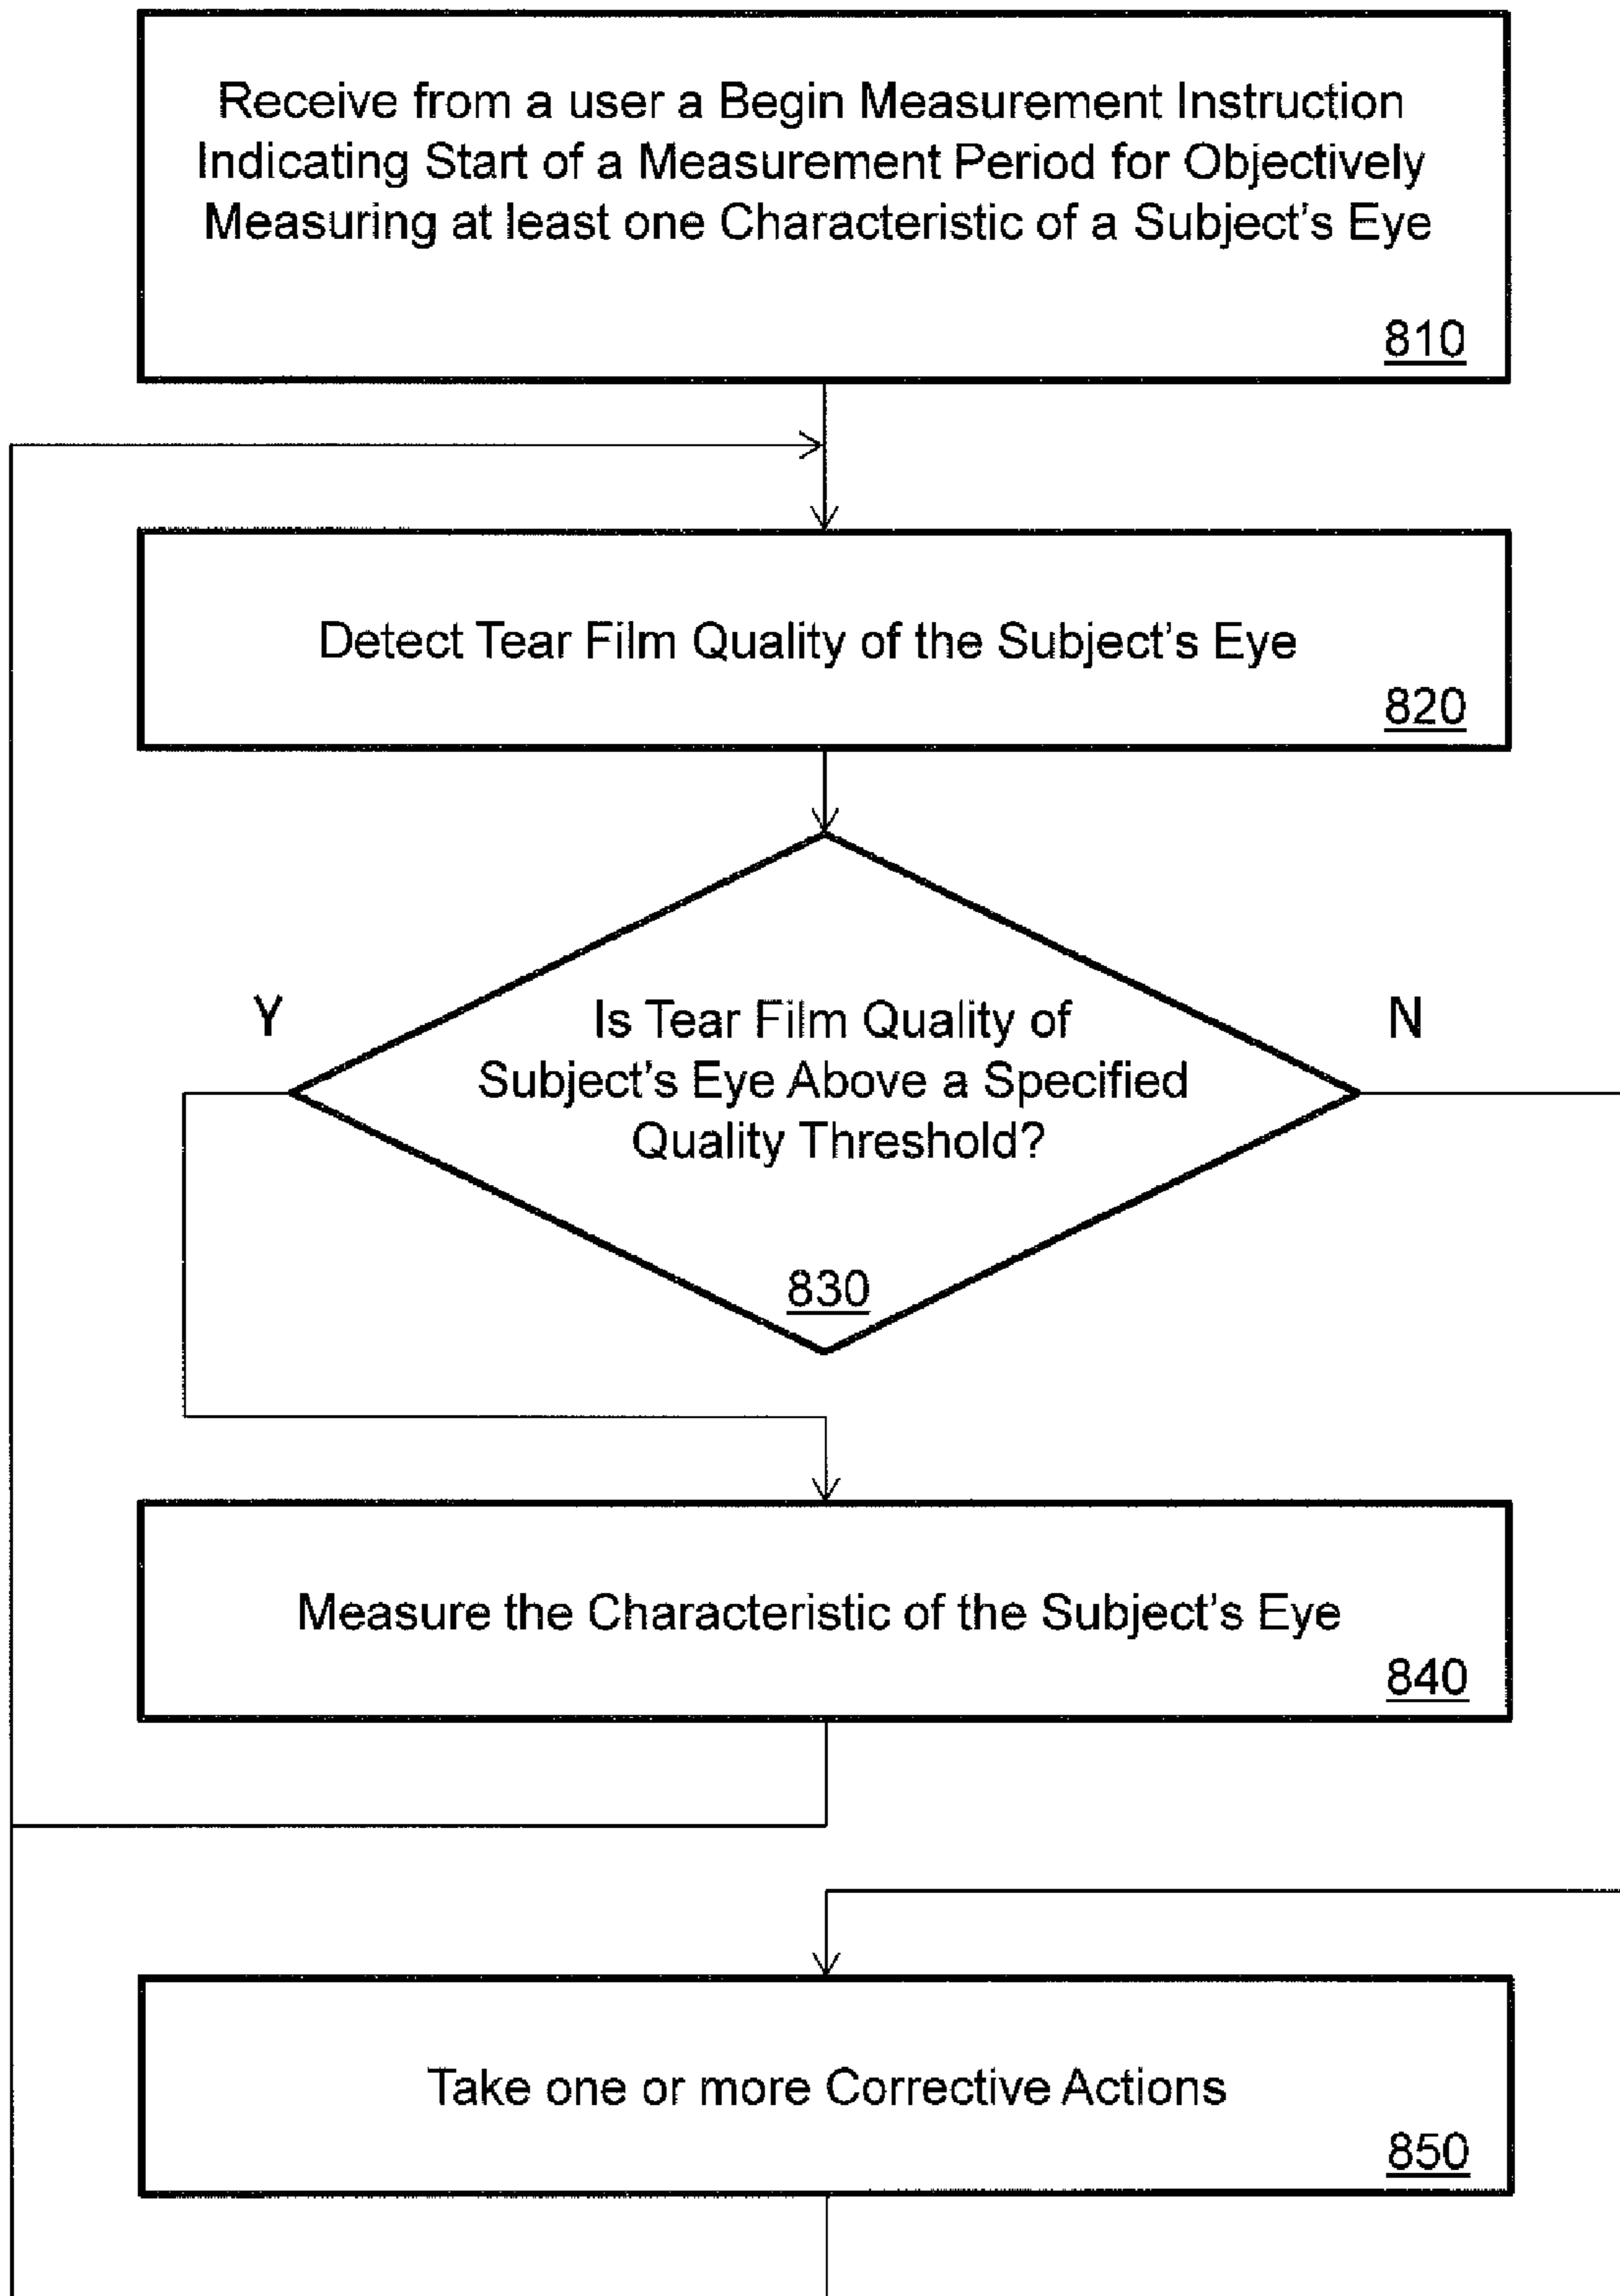 Receive from a user a Begin Measurement Instruction
Indicating Start of a Measurement Period for Objectively
Measuring at least one Characteristic of a Subject's Eye
810
Detect Tear Film Quality of the Subject's Eye
820
Y
N
Is Tear Film Quality of
Subject's Eye Above a Specified
Quality Threshold?
830
Measure the Characteristic of the Subject's Eye
840
Take one or more Corrective Actions
850